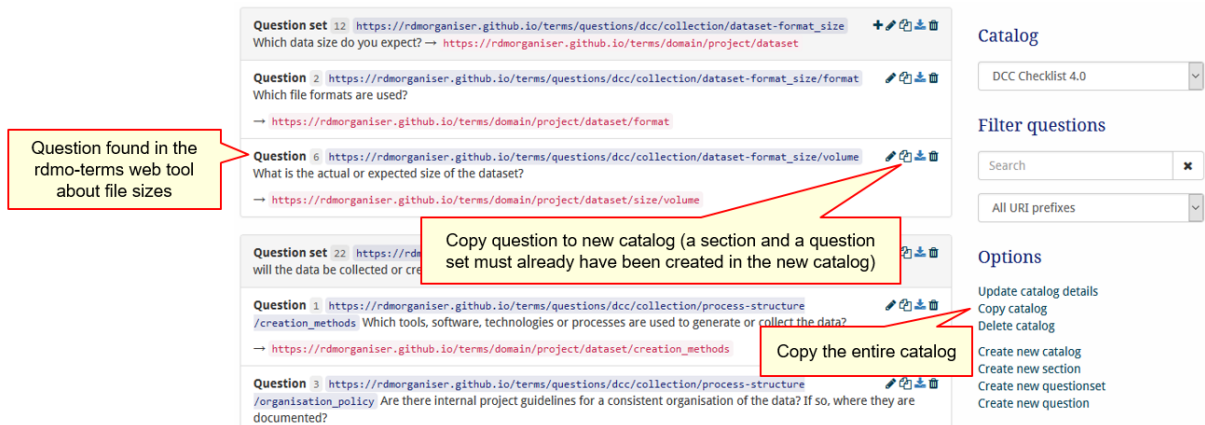 Question set 12 https://rdmorganiser.github.io/terms/questions/dcc/collection/dataset-format_size
Which data size do you expect? → https://rdmorganiser.github.io/terms/domain/project/dataset
Question 2 https://rdmorganiser.github.io/terms/questions/dcc/collection/dataset-format_size/format
Which file formats are used?
→ https://rdmorganiser.github.io/terms/domain/project/dataset/format
Question found in the
rdmo-terms web tool
about file sizes
Question 6 https://rdmorganiser.github.io/terms/questions/dcc/collection/dataset-format_size/volume
What is the actual or expected size of the dataset?
→ https://rdmorganiser.github.io/terms/domain/project/dataset/size/volume
Copy question to new catalog (a section and a question
set must already have been created in the new catalog)
Question set 22
will the data be collected or
Question 1 https://rdmorganiser.github.io/terms/questions/dcc/collection/process-structure
/creation_methods Which tools, software, technologies or processes are used to generate or collect the data?
→ https://rdmorganiser.github.io/terms/domain/project/dataset/creation_methods
Copy the entire catalog
Question 3 https://rdmorganiser.github.io/terms/questions/dcc/collection/process-structure
/organisation_policy Are there internal project guidelines for a consistent organisation of the data? If so, where they are
documented?
Catalog
DCC Checklist 4.0
Filter questions
Search
All URI prefixes
Options
Update catalog details
Copy catalog
Delete catalog
Create new catalog
Create new section
Create new questionset
Create new question